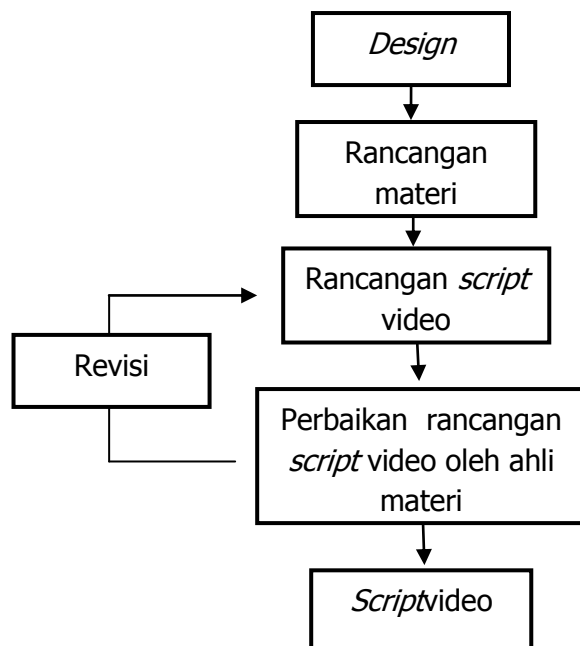 Design
Rancangan
materi
Rancangan script
video
Revisi
Perbaikan rancangan
script video oleh ahli
materi
Scriptvideo